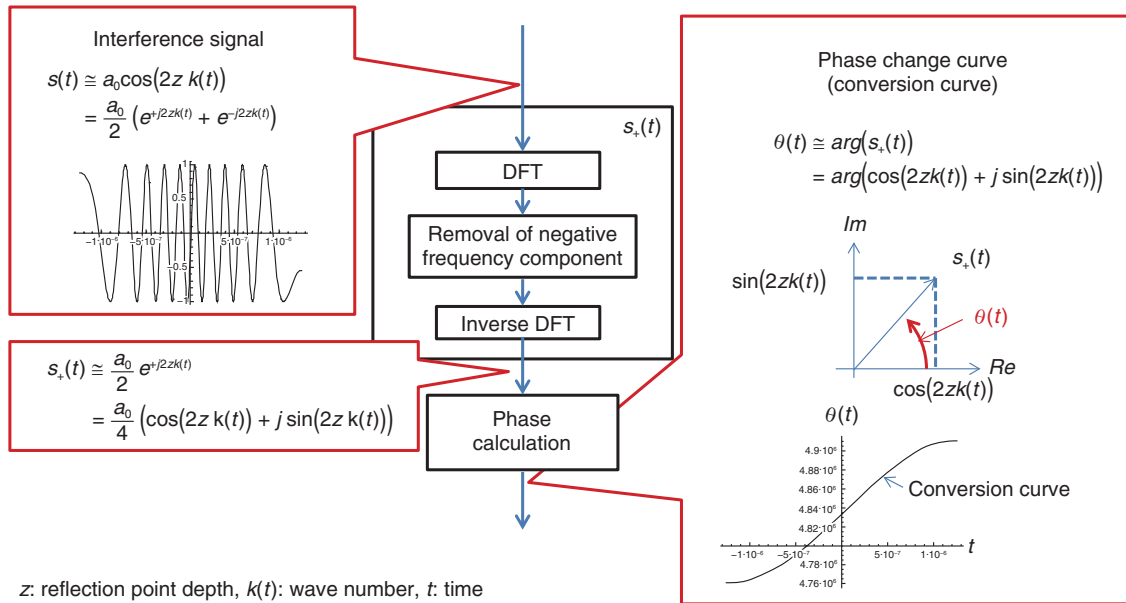 Interference signal
s(t) ≅ a₀cos(2z k(t))
= a₀/2 (e^{+j2zk(t)} + e^{−j2zk(t)})
1
0.5
−1·10⁻⁶ −5·10⁻⁷ 5·10⁻⁷ 1·10⁻⁶
−0.5
−1
s₊(t)
DFT
Removal of negative
frequency component
Inverse DFT
s₊(t) ≅ a₀/2 e^{+j2zk(t)}
= a₀/4 (cos(2z k(t)) + j sin(2z k(t)))
Phase
calculation
Phase change curve
(conversion curve)
θ(t) ≅ arg(s₊(t))
= arg(cos(2zk(t)) + j sin(2zk(t)))
Im
s₊(t)
sin(2zk(t))
θ(t)
Re
cos(2zk(t))
θ(t)
4.9·10⁶
4.88·10⁶
4.86·10⁶
Conversion curve
4.84·10⁶
4.82·10⁶
t
−1·10⁻⁶ −5·10⁻⁷ 5·10⁻⁷ 1·10⁻⁶
4.78·10⁶
4.76·10⁶
z: reflection point depth, k(t): wave number, t: time